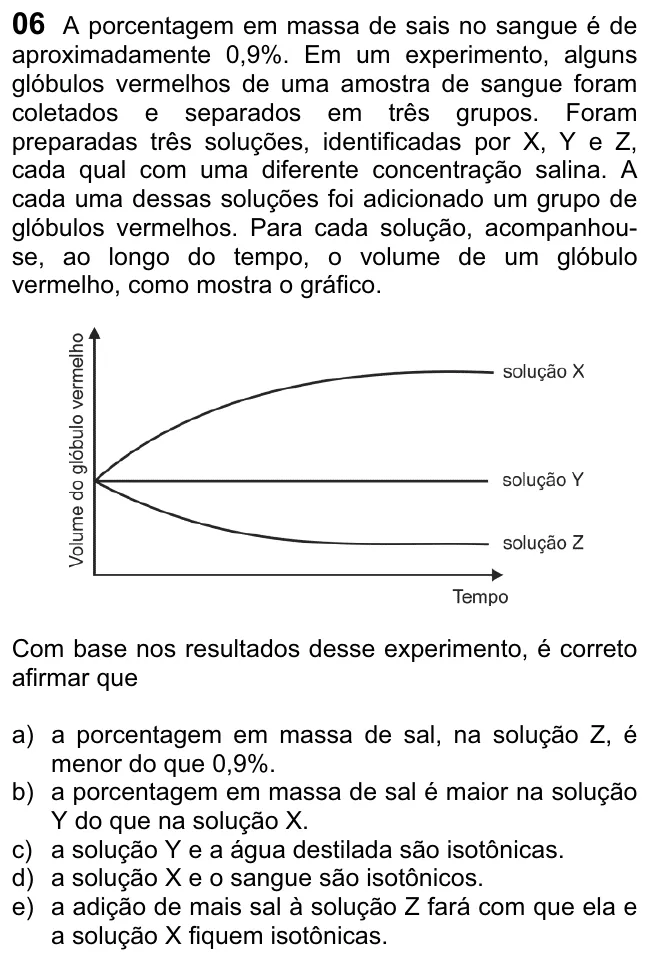 06 A porcentagem em massa de sais no sangue é de
aproximadamente 0,9%. Em um experimento, alguns
glóbulos vermelhos de uma amostra de sangue foram
coletados e separados em três grupos. Foram
preparadas três soluções, identificadas por X, Y e Z,
cada qual com uma diferente concentração salina. A
cada uma dessas soluções foi adicionado um grupo de
glóbulos vermelhos. Para cada solução, acompanhou-
se, ao longo do tempo, o volume de um glóbulo
vermelho, como mostra o gráfico.
Volume do glóbulo vermelho
solução X
solução Y
solução Z
Tempo
Com base nos resultados desse experimento, é correto
afirmar que
a) a porcentagem em massa de sal, na solução Z, é
menor do que 0,9%.
b) a porcentagem em massa de sal é maior na solução
Y do que na solução X.
c) a solução Y e a água destilada são isotônicas.
d) a solução X e o sangue são isotônicos.
e) a adição de mais sal à solução Z fará com que ela e
a solução X fiquem isotônicas.